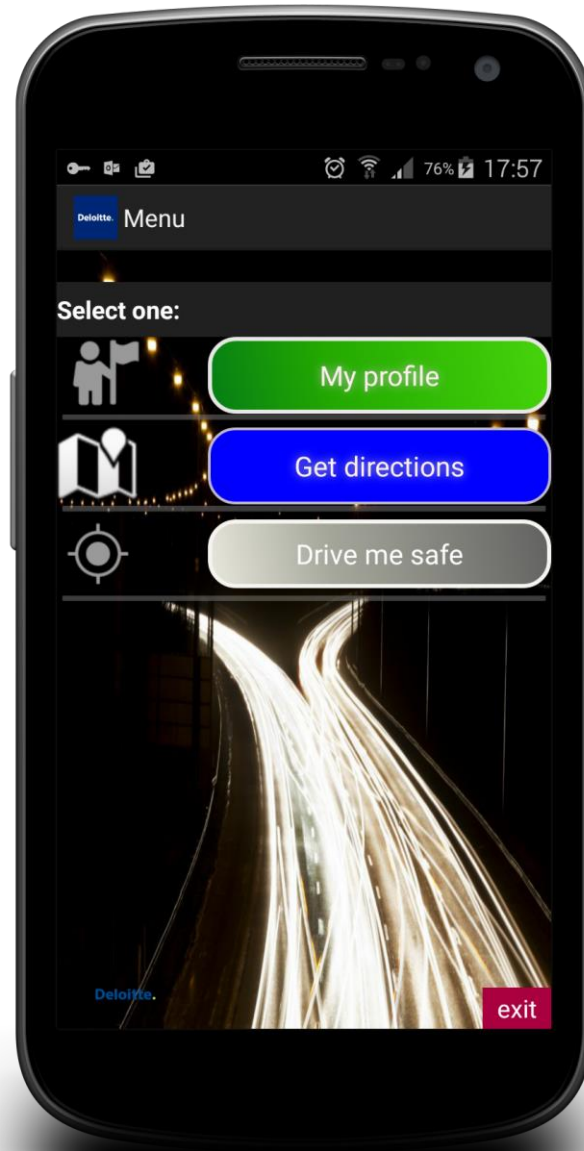 76% 17:57
Deloitte. Menu
Select one:
My profile
Get directions
Drive me safe
Deloitte.
exit